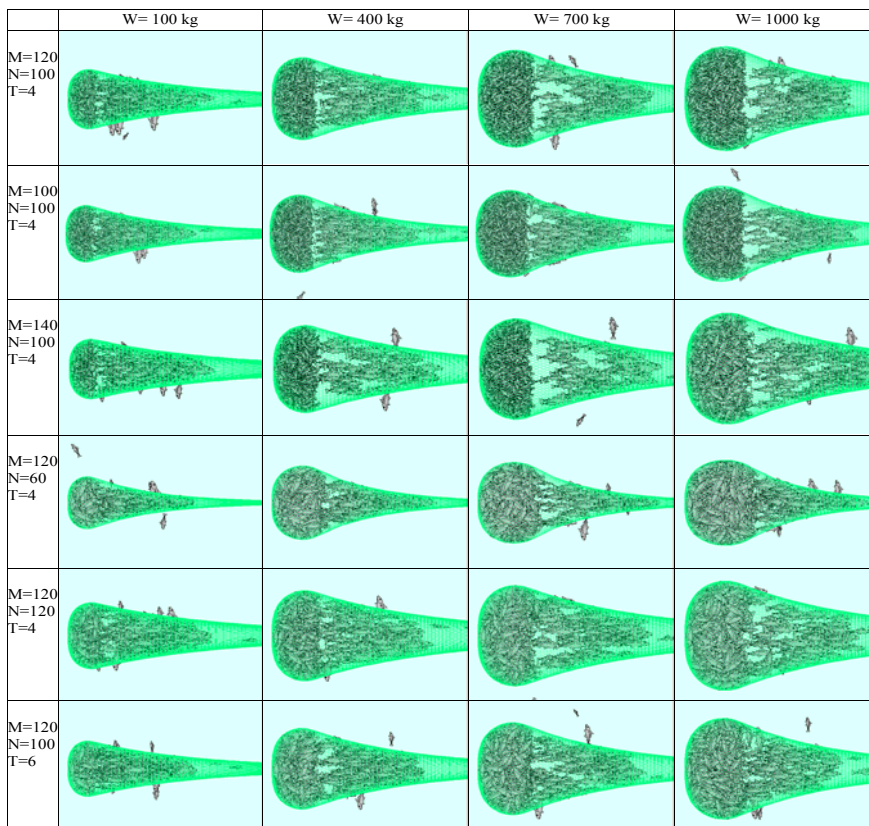 W= 100 kg W= 400 kg W= 700 kg W= 1000 kg
M=120
N=100
T=4
M=100
N=100
T=4
M=140
N=100
T=4
M=120
N=60
T=4
M=120
N=120
T=4
M=120
N=100
T=6